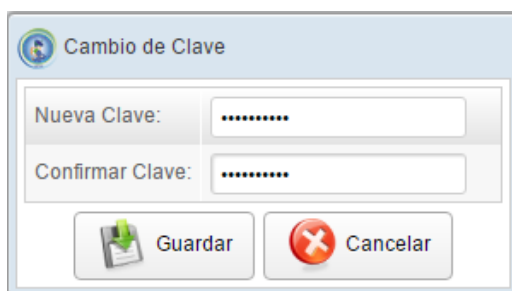 Cambio de Clave
Nueva Clave: ••••••••••
Confirmar Clave: ••••••••••
Guardar Cancelar